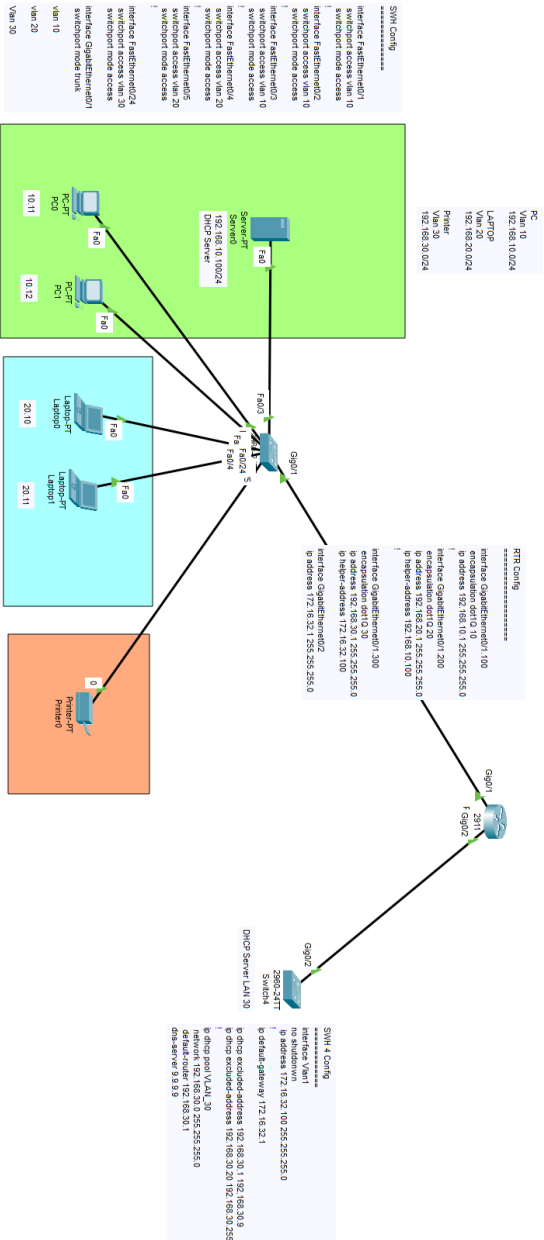 PC
Vlan 10
192.168.10.0/24
LAPTOP
Vlan 20
192.168.20.0/24
Printer
Vlan 30
192.168.30.0/24
SWH Config
==============
interface FastEthernet0/1
switchport access vlan 10
switchport mode access
!
interface FastEthernet0/2
switchport access vlan 10
switchport mode access
!
interface FastEthernet0/3
switchport access vlan 10
switchport mode access
!
interface FastEthernet0/4
switchport access vlan 20
switchport mode access
!
interface FastEthernet0/5
switchport access vlan 20
switchport mode access
interface FastEthernet0/24
switchport access vlan 30
switchport mode access
interface GigabitEthernet0/1
switchport mode trunk
vlan 10
vlan 20
Vlan 30
Server-PT
Server0
Fa0
192.168.10.100/24
DHCP Server
PC-PT
PC0
Fa0
10.11
PC-PT
PC1
Fa0
10.12
Laptop-PT
Laptop0
Fa0
20.10
Laptop-PT
Laptop1
Fa0
20.11
Printer-PT
Printer0
0
Fa0/3
Gig0/1
Fa
Fa0/24
5
Fa0/4
RTR Config
==============
interface GigabitEthernet0/1.100
encapsulation dot1Q 10
ip address 192.168.10.1 255.255.255.0
!
interface GigabitEthernet0/1.200
encapsulation dot1Q 20
ip address 192.168.20.1 255.255.255.0
ip helper-address 192.168.10.100
!
interface GigabitEthernet0/1.300
encapsulation dot1Q 30
ip address 192.168.30.1 255.255.255.0
ip helper-address 172.16.32.100
interface GigabitEthernet0/2
ip address 172.16.32.1 255.255.255.0
Gig0/1
2911
Gig0/2
Gig0/2
2960-24TT
Switch4
DHCP Server LAN 30
SWH 4 Config
==============
interface Vlan1
no shutdonwn
ip address 172.16.32.100 255.255.255.0
!
ip default-gateway 172.16.32.1
ip dhcp excluded-address 192.168.30.1 192.168.30.9
ip dhcp excluded-address 192.168.30.20 192.168.30.255
!
ip dhcp pool VLAN_30
network 192.168.30.0 255.255.255.0
default-router 192.168.30.1
dns-server 9.9.9.9